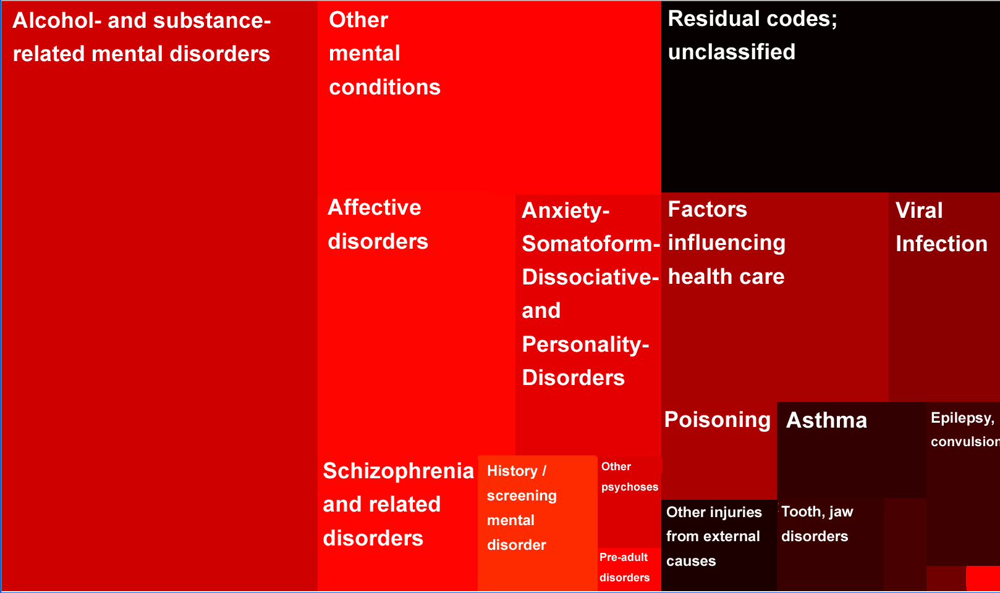 Alcohol- and substance-
related mental disorders
Other
mental
conditions
Residual codes;
unclassified
Affective
disorders
Anxiety-
Somatoform-
Dissociative-
and
Personality-
Disorders
Factors
influencing
health care
Viral
Infection
Poisoning
Asthma
Epilepsy,
convulsion
Schizophrenia
and related
disorders
History /
screening
mental
disorder
Other
psychoses
Pre-adult
disorders
Other injuries
from external
causes
Tooth, jaw
disorders